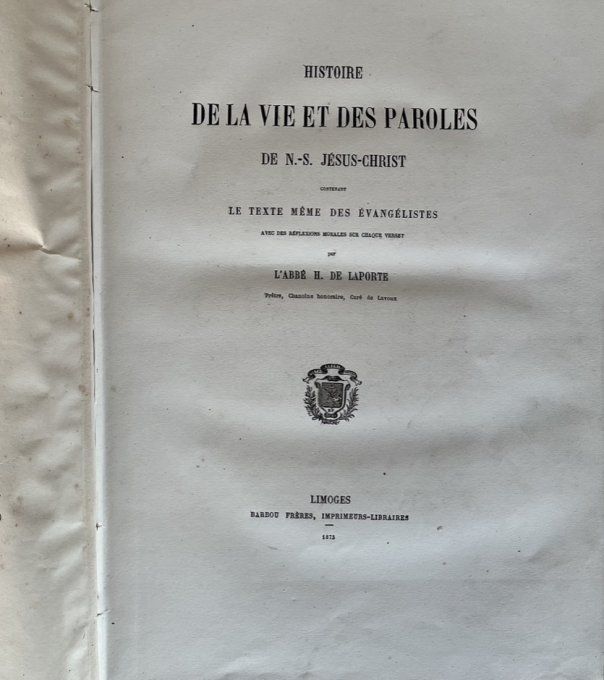 HISTOIRE
DE LA VIE ET DES PAROLES
DE N.-S. JÉSUS-CHRIST
CONTENANT
LE TEXTE MÊME DES ÉVANGÉLISTES
AVEC DES RÉFLEXIONS MORALES SUR CHAQUE VERSET
par
L'ABBÉ H. DE LAPORTE
Prêtre, Chanoine honoraire, Curé de
LIMOGES
BARBOU FRÈRES, IMPRIMEURS-LIBRAIRES